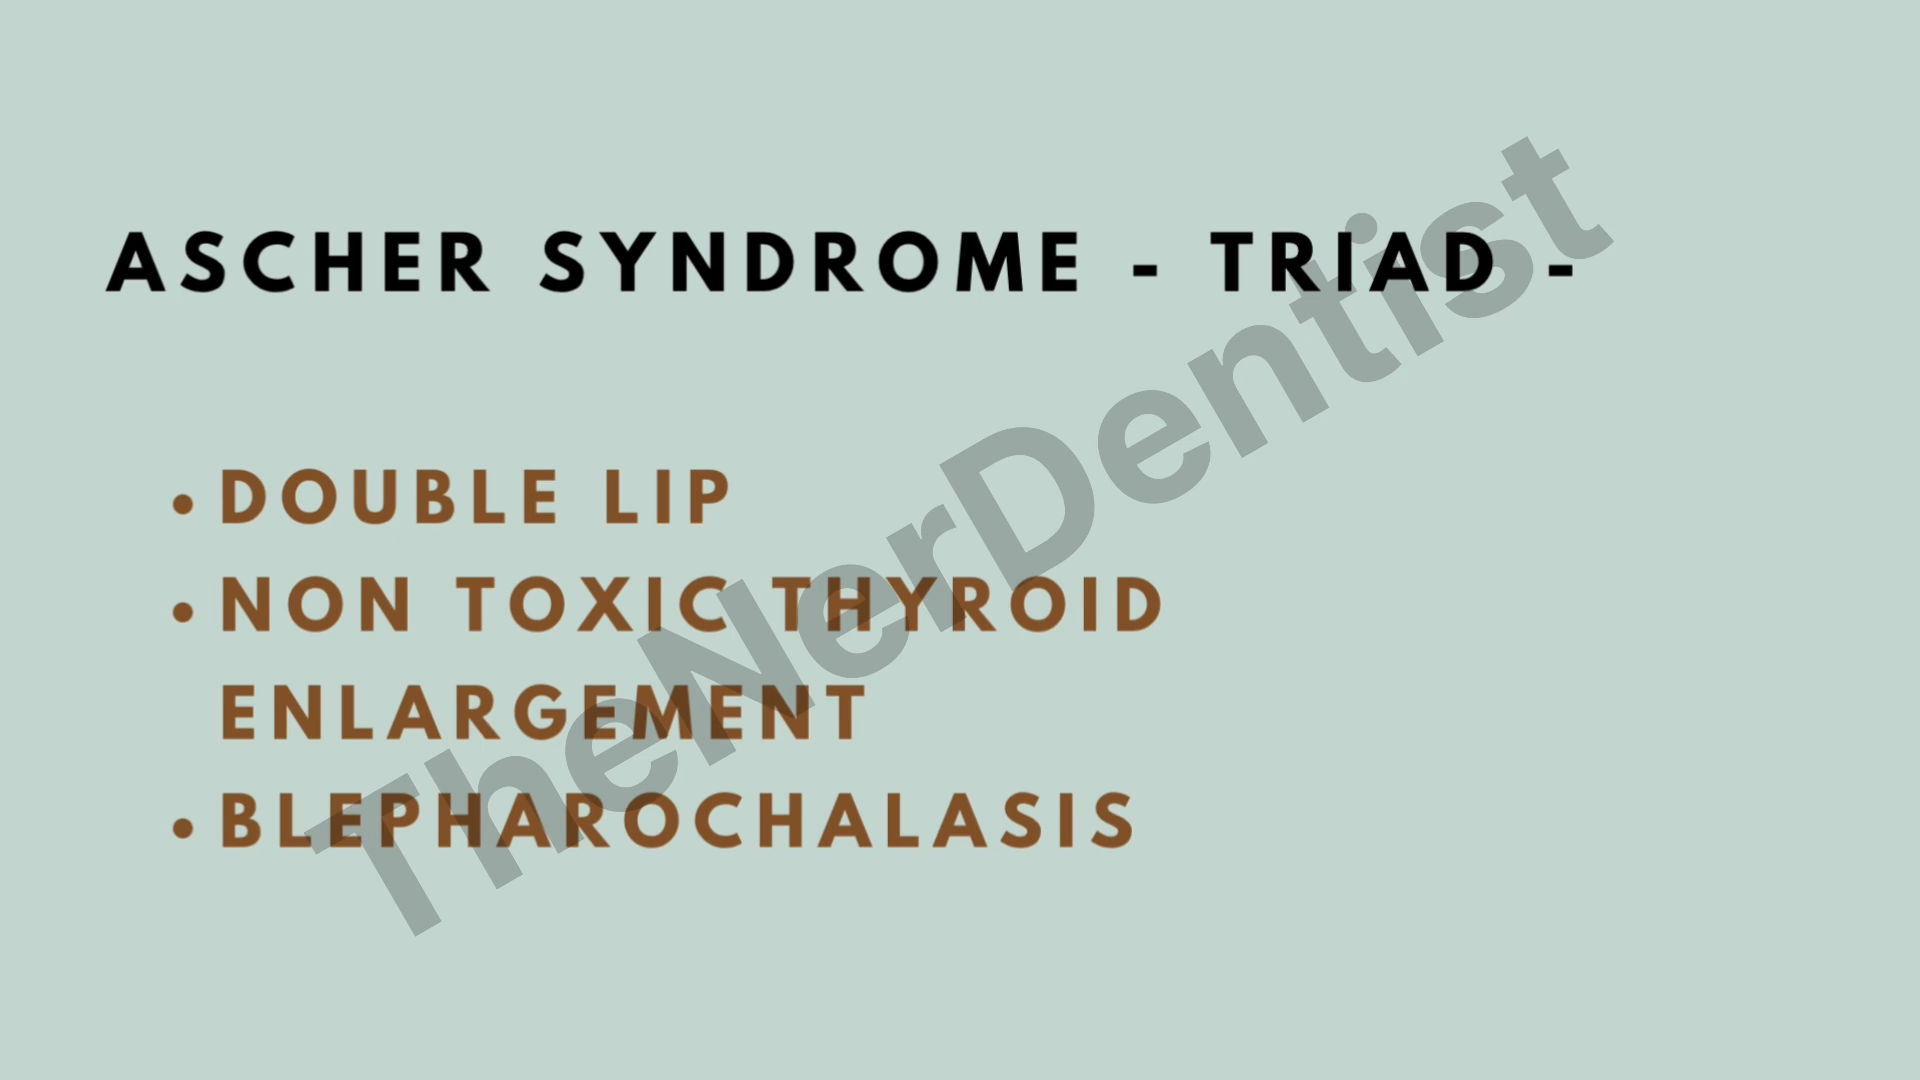 ASCHER SYNDROME - TRIAD -
• DOUBLE LIP
• NON TOXIC THYROID
ENLARGEMENT
• BLEPHAROCHALASIS
TheNerDentist